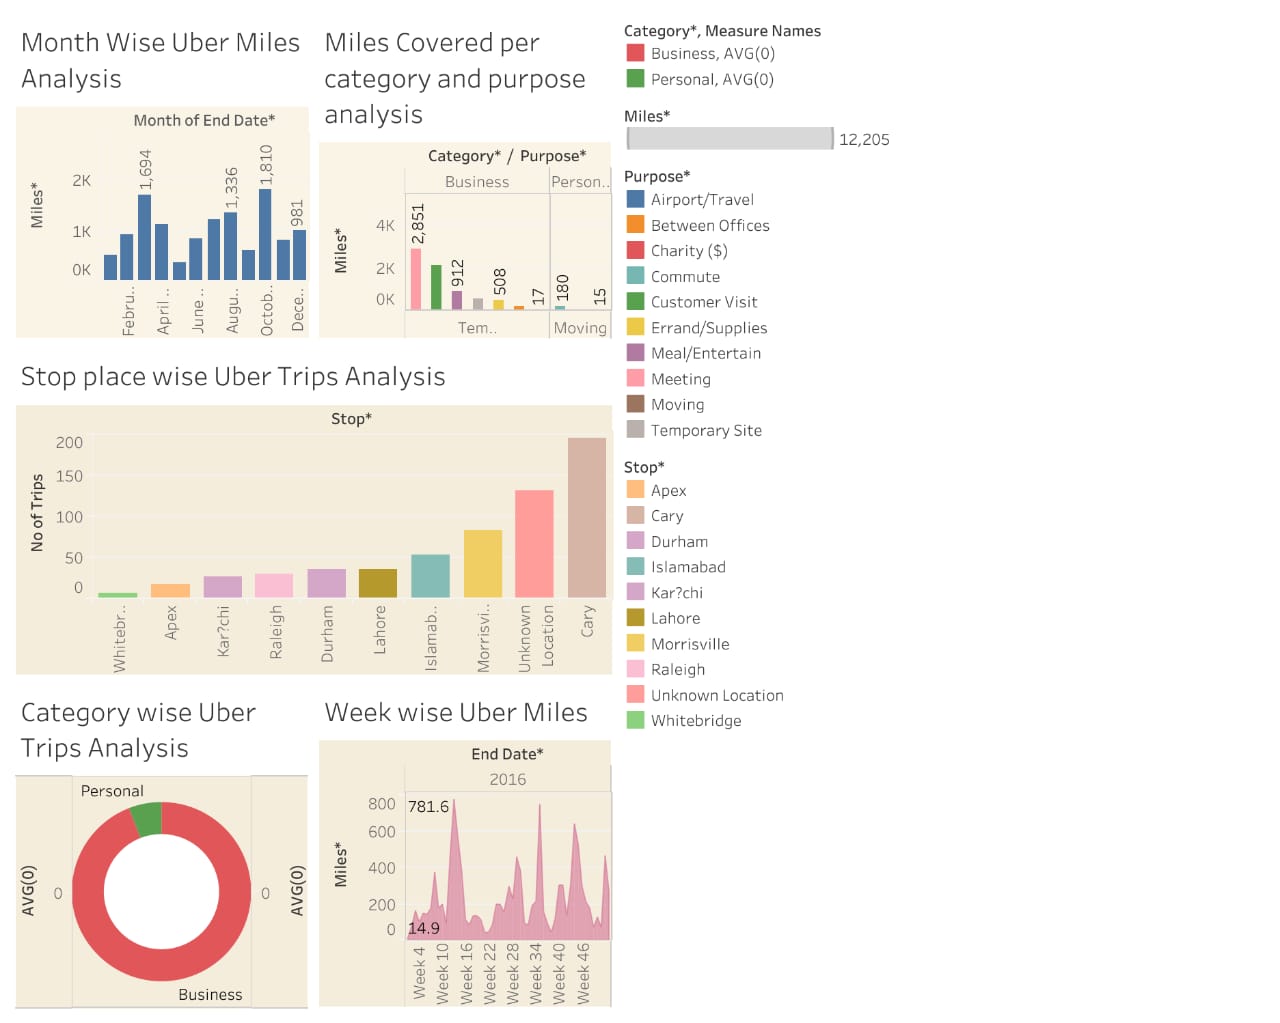 Month Wise Uber Miles
Analysis
Month of End Date*
Miles*
2K
1K
0K
1,694
1,336
1,810
981
Febru..
April ..
June ..
Augu..
Octob..
Dece..
Miles Covered per
category and purpose
analysis
Category* / Purpose*
Business
Person..
Miles*
4K
2K
0K
2,851
912
508
17
180
15
Tem..
Moving
Stop place wise Uber Trips Analysis
Stop*
No of Trips
200
150
100
50
0
Whitebr..
Apex
Kar?chi
Raleigh
Durham
Lahore
Islamab..
Morrisvi..
Unknown
Location
Cary
Category wise Uber
Trips Analysis
Personal
AVG(0)
0
0
AVG(0)
Business
Week wise Uber Miles
End Date*
2016
Miles*
800
600
400
200
0
781.6
14.9
Week 4
Week 10
Week 16
Week 22
Week 28
Week 34
Week 40
Week 46
Category*, Measure Names
Business, AVG(0)
Personal, AVG(0)
Miles*
12,205
Purpose*
Airport/Travel
Between Offices
Charity ($)
Commute
Customer Visit
Errand/Supplies
Meal/Entertain
Meeting
Moving
Temporary Site
Stop*
Apex
Cary
Durham
Islamabad
Kar?chi
Lahore
Morrisville
Raleigh
Unknown Location
Whitebridge